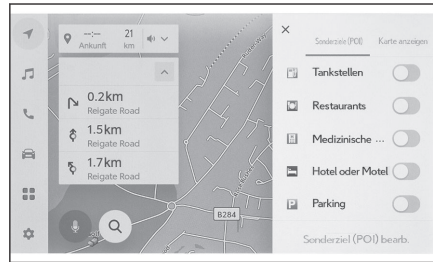 --:-- 21
Ankunft km
0.2km
Reigate Road
1.5km
Reigate Road
1.7km
Reigate Road
B284
Sonderziele (POI) Karte anzeigen
Tankstellen
Restaurants
Medizinische ...
Hotel oder Motel
Parking
Sonderziel (POI) bearb.